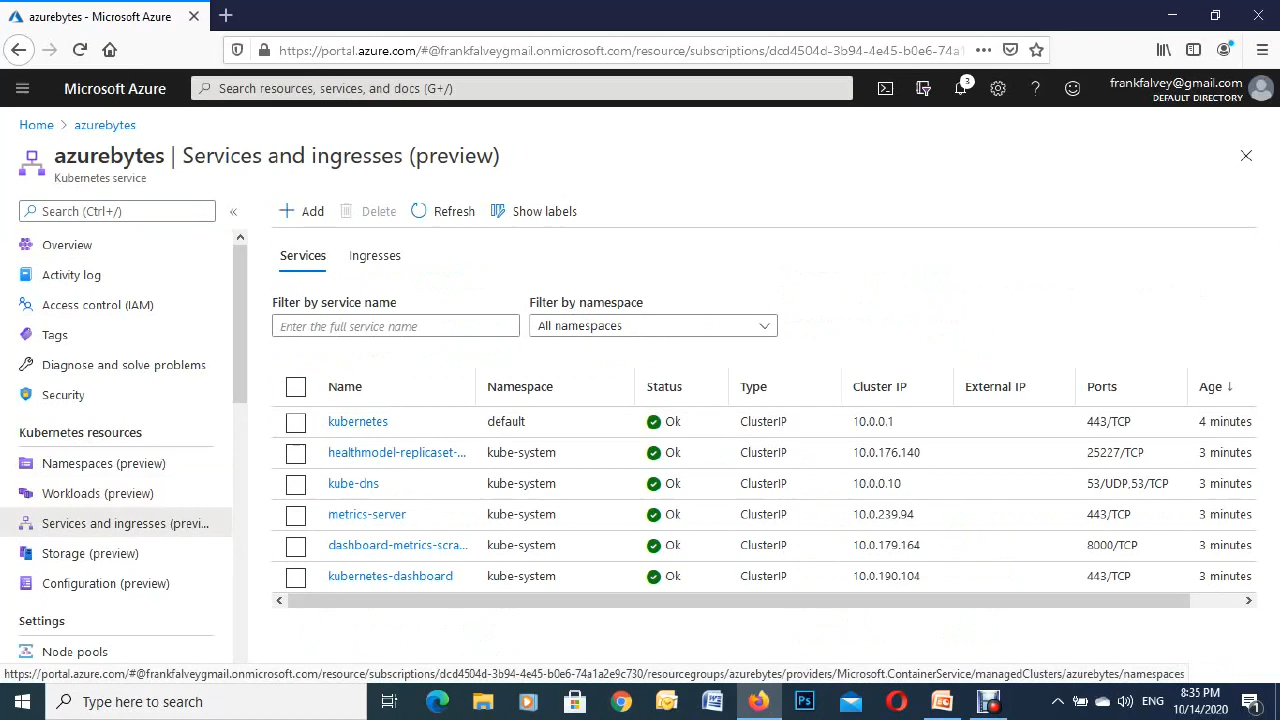 azurebytes - Microsoft Azure
https://portal.azure.com/#@frankfalveygmail.onmicrosoft.com/resource/subscriptions/dcd4504d-3b94-4e45-b0e6-74a1
Microsoft Azure
Search resources, services, and docs (G+/)
3
frankfalvey@gmail.com
DEFAULT DIRECTORY
Home > azurebytes
azurebytes | Services and ingresses (preview)
Kubernetes service
Search (Ctrl+/)
«
Overview
Activity log
Access control (IAM)
Tags
Diagnose and solve problems
Security
Kubernetes resources
Namespaces (preview)
Workloads (preview)
Services and ingresses (previ...
Storage (preview)
Configuration (preview)
Settings
Node pools
Add Delete Refresh Show labels
Services Ingresses
Filter by service name Filter by namespace
Enter the full service name All namespaces
Name Namespace Status Type Cluster IP External IP Ports Age ↓
kubernetes default Ok ClusterIP 10.0.0.1 443/TCP 4 minutes
healthmodel-replicaset-... kube-system Ok ClusterIP 10.0.176.140 25227/TCP 3 minutes
kube-dns kube-system Ok ClusterIP 10.0.0.10 53/UDP,53/TCP 3 minutes
metrics-server kube-system Ok ClusterIP 10.0.239.94 443/TCP 3 minutes
dashboard-metrics-scra... kube-system Ok ClusterIP 10.0.179.164 8000/TCP 3 minutes
kubernetes-dashboard kube-system Ok ClusterIP 10.0.190.104 443/TCP 3 minutes
https://portal.azure.com/#@frankfalveygmail.onmicrosoft.com/resource/subscriptions/dcd4504d-3b94-4e45-b0e6-74a1a2e9c730/resourcegroups/azurebytes/providers/Microsoft.ContainerService/managedClusters/azurebytes/namespaces
Type here to search
Ps
ENG
8:35 PM
10/14/2020
1